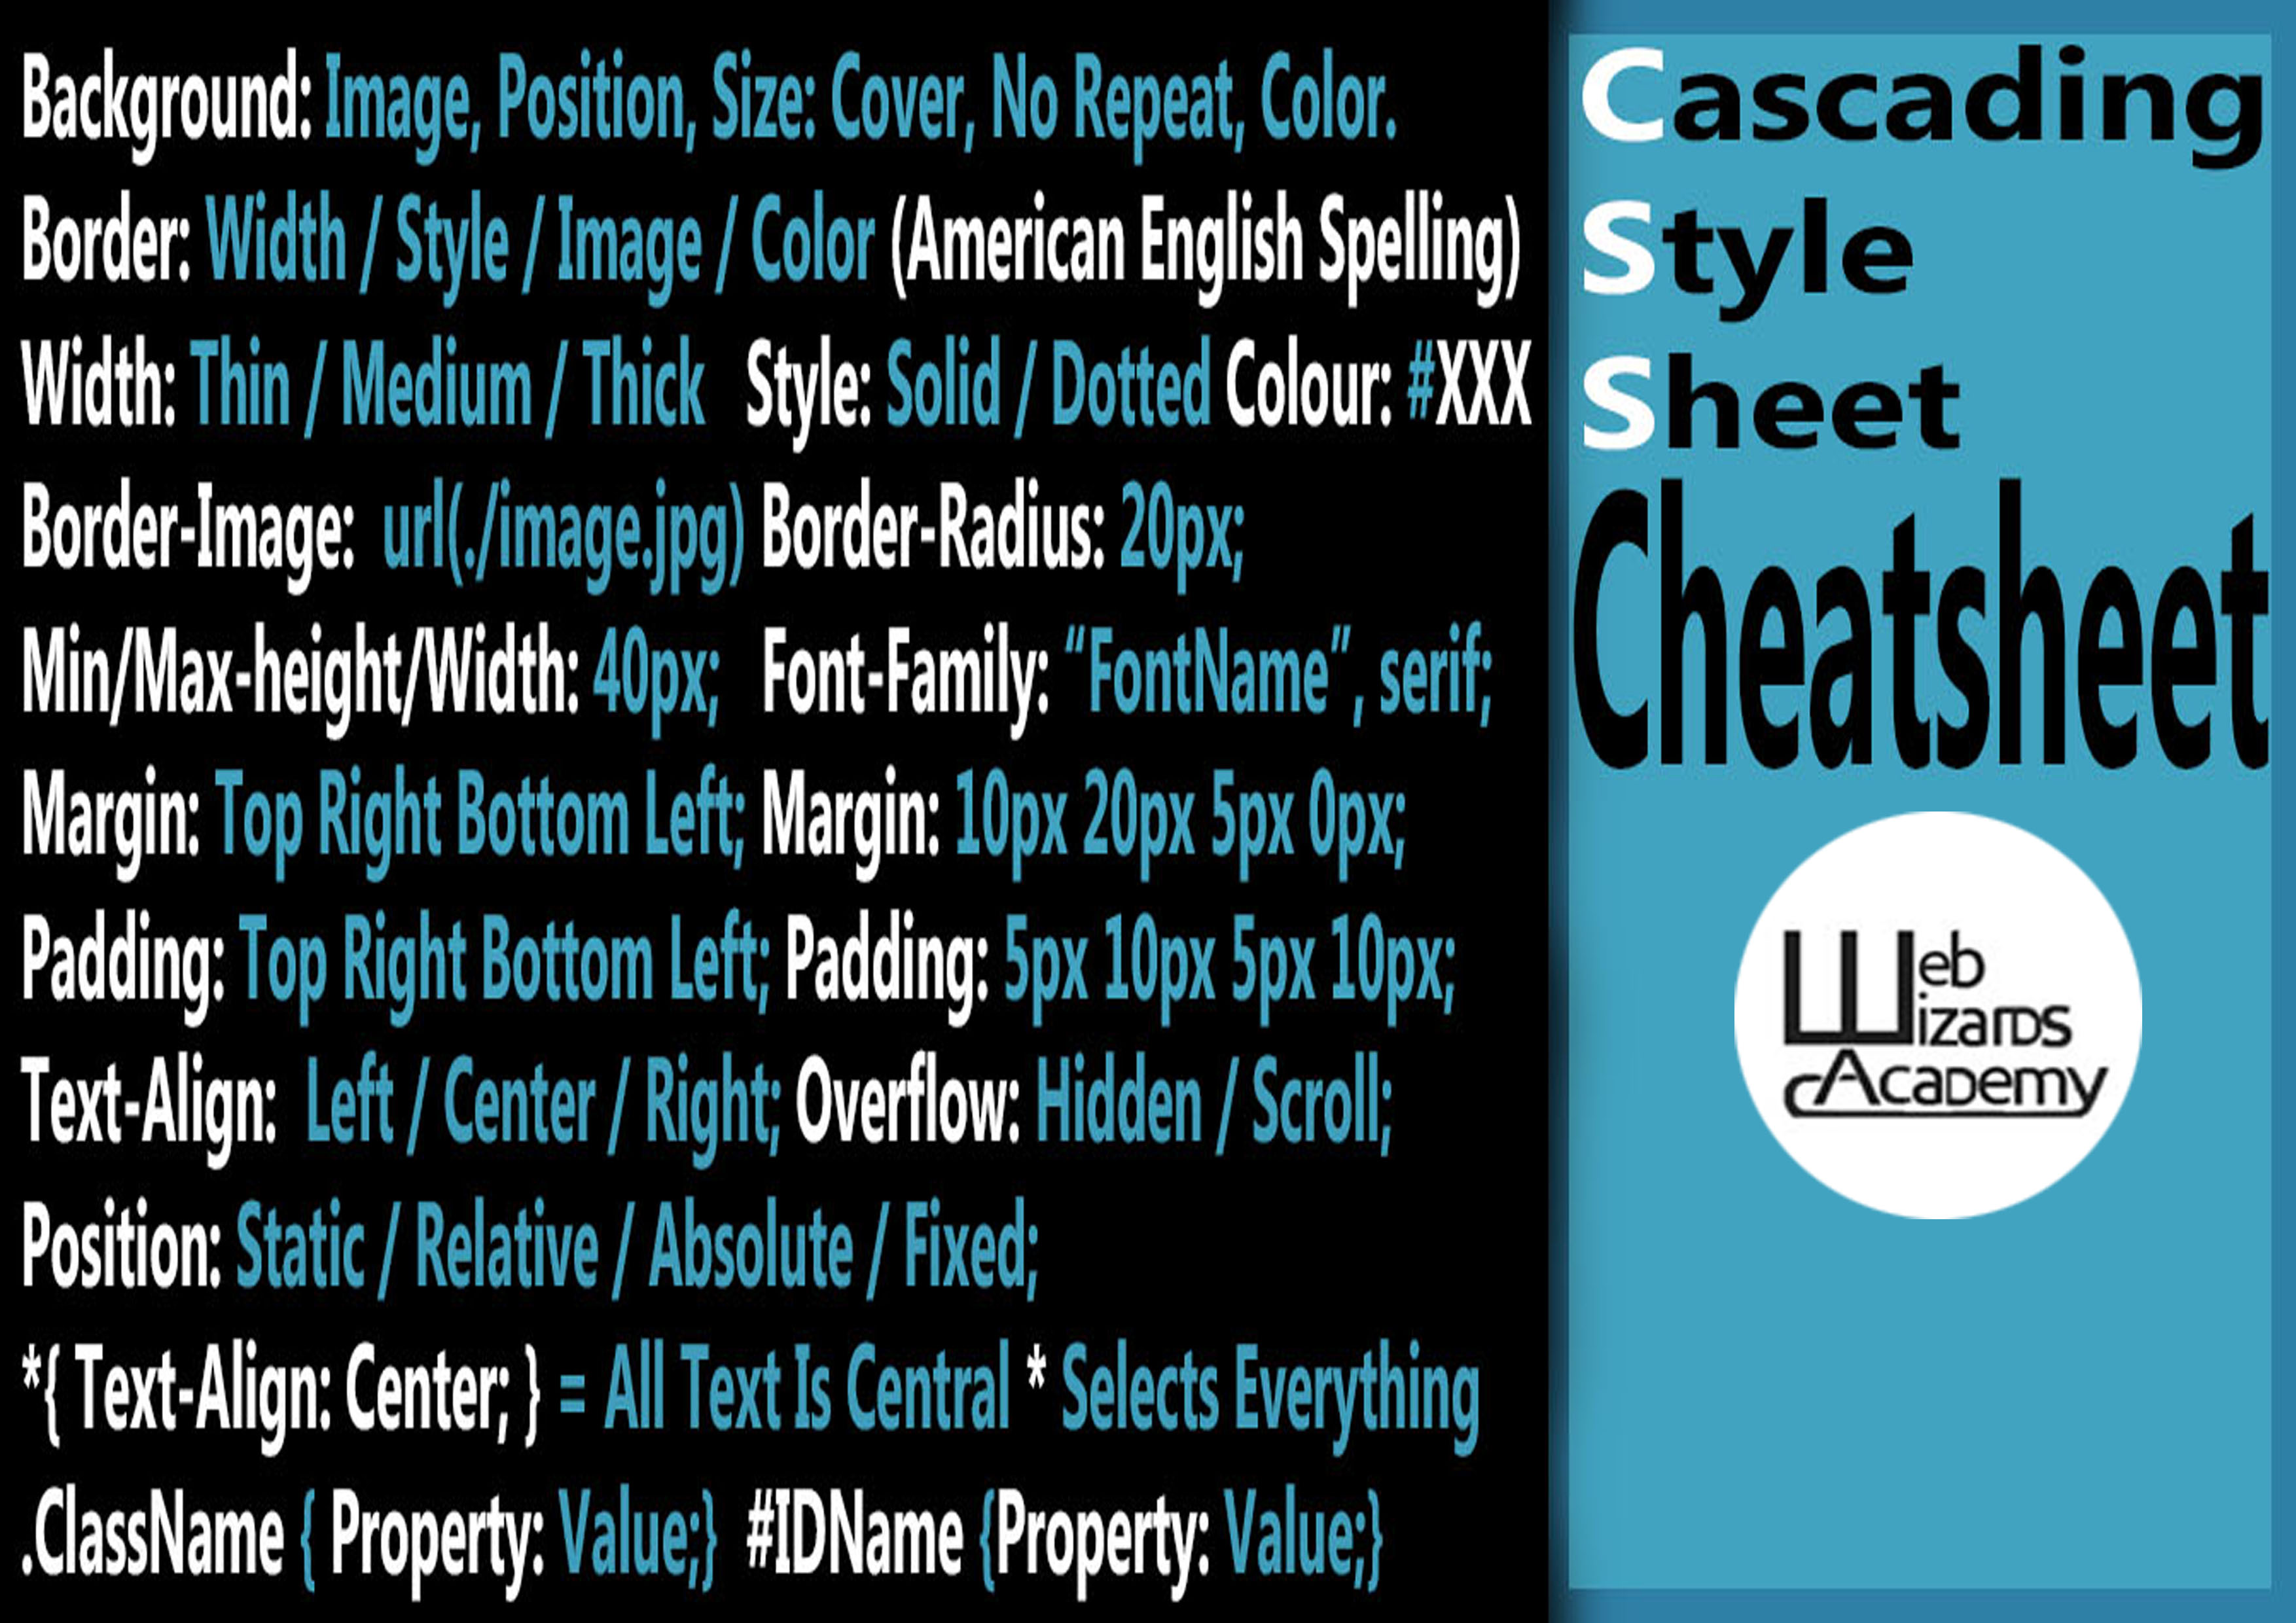 Background: Image, Position, Size: Cover, No Repeat, Color.
Border: Width / Style / Image / Color (American English Spelling)
Width: Thin / Medium / Thick Style: Solid / Dotted Colour: #XXX
Border-Image: url(./image.jpg) Border-Radius: 20px;
Min/Max-height/Width: 40px; Font-Family: “FontName”, serif;
Margin: Top Right Bottom Left; Margin: 10px 20px 5px 0px;
Padding: Top Right Bottom Left; Padding: 5px 10px 5px 10px;
Text-Align: Left / Center / Right; Overflow: Hidden / Scroll;
Position: Static / Relative / Absolute / Fixed;
*{ Text-Align: Center; } = All Text Is Central * Selects Everything
.ClassName { Property: Value;} #IDName {Property: Value;}
Cascading
Style
Sheet
Cheatsheet
Web
Wizards
Academy